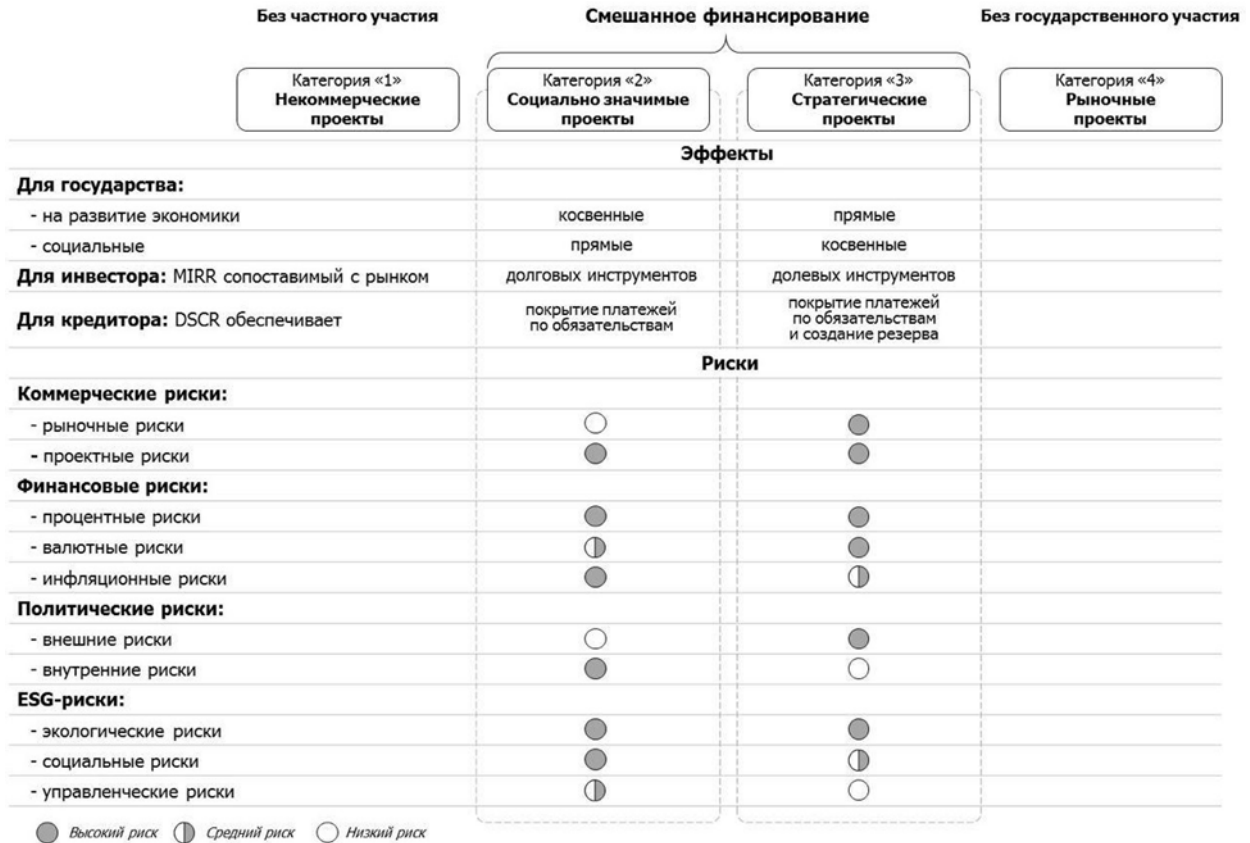 Без частного участия
Смешанное финансирование
Без государственного участия
Категория «1»
Некоммерческие
проекты
Категория «2»
Социально значимые
проекты
Категория «3»
Стратегические
проекты
Категория «4»
Рыночные
проекты
Эффекты
Для государства:
- на развитие экономики косвенные прямые
- социальные прямые косвенные
Для инвестора: MIRR сопоставимый с рынком долговых инструментов долевых инструментов
Для кредитора: DSCR обеспечивает
покрытие платежей
по обязательствам
покрытие платежей
по обязательствам
и создание резерва
Риски
Коммерческие риски:
- рыночные риски
- проектные риски
Финансовые риски:
- процентные риски
- валютные риски
- инфляционные риски
Политические риски:
- внешние риски
- внутренние риски
ESG-риски:
- экологические риски
- социальные риски
- управленческие риски
Высокий риск Средний риск Низкий риск